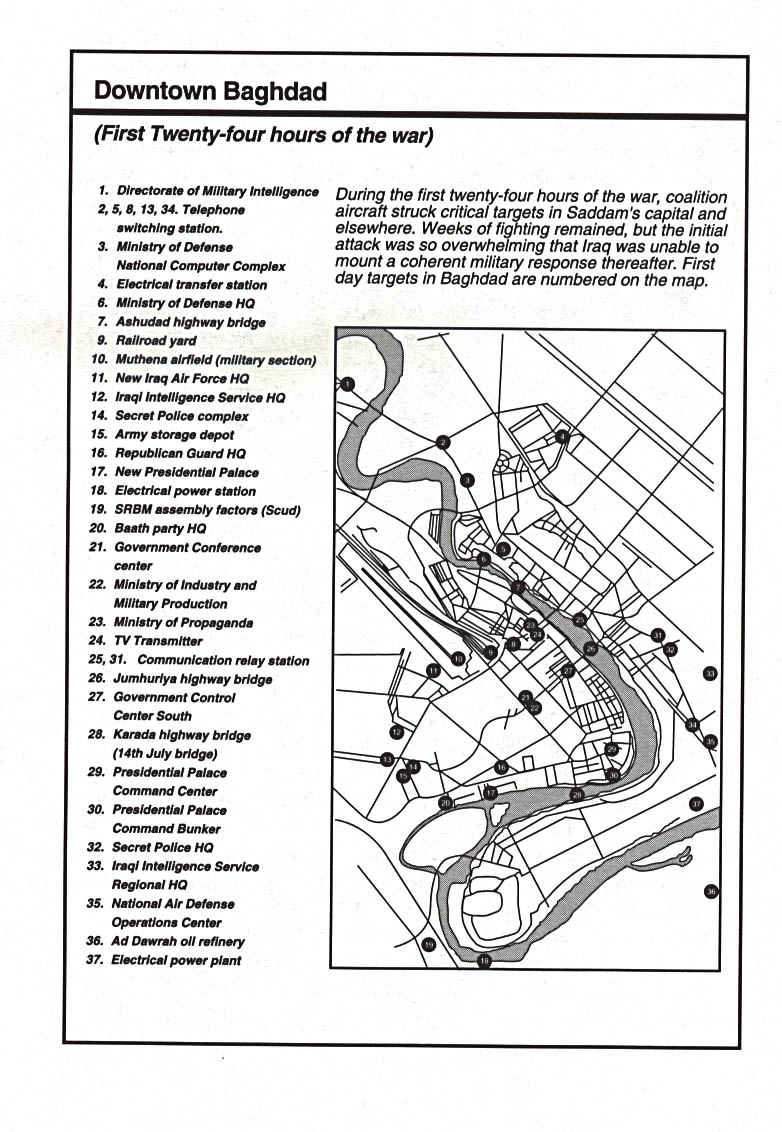 Downtown Baghdad
(First Twenty-four hours of the war)
1. Directorate of Military Intelligence
2, 5, 8, 13, 34. Telephone
switching station.
3. Ministry of Defense
National Computer Complex
4. Electrical transfer station
6. Ministry of Defense HQ
7. Ashudad highway bridge
9. Railroad yard
10. Muthena airfield (military section)
11. New Iraq Air Force HQ
12. Iraqi Intelligence Service HQ
14. Secret Police complex
15. Army storage depot
16. Republican Guard HQ
17. New Presidential Palace
18. Electrical power station
19. SRBM assembly factors (Scud)
20. Baath party HQ
21. Government Conference
center
22. Ministry of Industry and
Military Production
23. Ministry of Propaganda
24. TV Transmitter
25, 31. Communication relay station
26. Jumhuriya highway bridge
27. Government Control
Center South
28. Karada highway bridge
(14th July bridge)
29. Presidential Palace
Command Center
30. Presidential Palace
Command Bunker
32. Secret Police HQ
33. Iraqi Intelligence Service
Regional HQ
35. National Air Defense
Operations Center
36. Ad Dawrah oil refinery
37. Electrical power plant
During the first twenty-four hours of the war, coalition
aircraft struck critical targets in Saddam's capital and
elsewhere. Weeks of fighting remained, but the initial
attack was so overwhelming that Iraq was unable to
mount a coherent military response thereafter. First
day targets in Baghdad are numbered on the map.
1
2
4
3
5
6
7
25
23
24
31
8
26
32
9
10
11
27
33
21
22
34
12
35
29
13
14
16
15
30
17
28
20
37
36
19
18